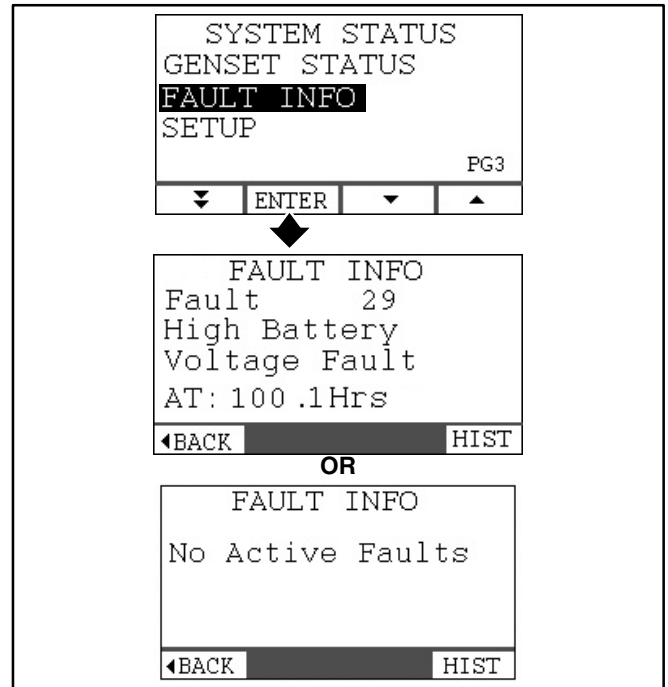 SYSTEM STATUS
GENSET STATUS
FAULT INFO
SETUP
PG3
ENTER
FAULT INFO
Fault 29
High Battery
Voltage Fault
AT: 100.1Hrs
BACK HIST
OR
FAULT INFO
No Active Faults
BACK HIST